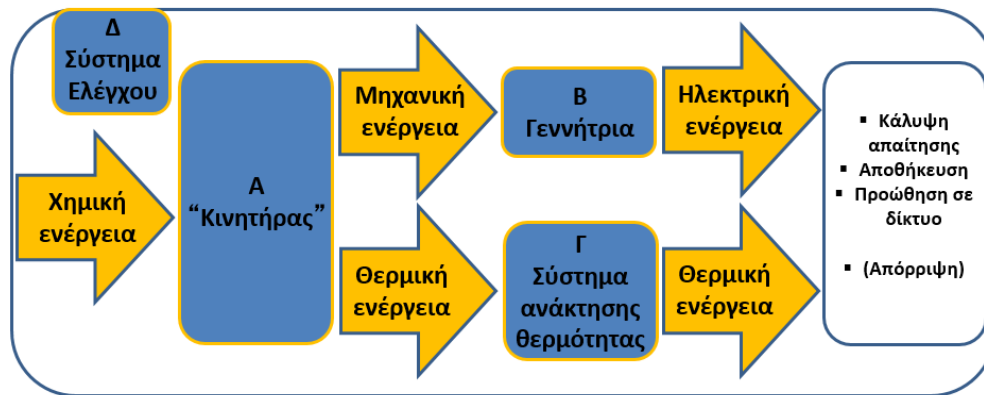 Δ
Σύστημα
Ελέγχου
Χημική
ενέργεια
Α
“Κινητήρας”
Μηχανική
ενέργεια
Β
Γεννήτρια
Ηλεκτρική
ενέργεια
Θερμική
ενέργεια
Γ
Σύστημα
ανάκτησης
θερμότητας
Θερμική
ενέργεια
▪ Κάλυψη
απαίτησης
▪ Αποθήκευση
▪ Προώθηση σε
δίκτυο
▪ (Απόρριψη)